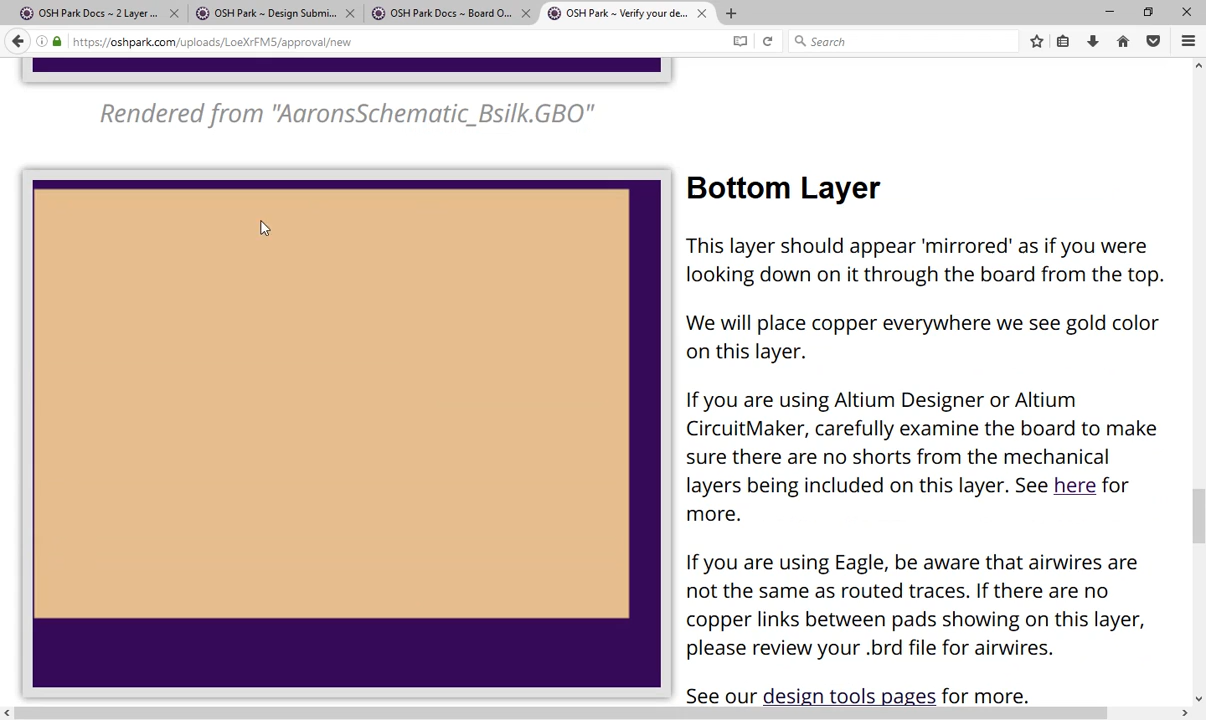 OSH Park Docs ~ 2 Layer ...
OSH Park ~ Design Submi...
OSH Park Docs ~ Board O...
OSH Park ~ Verify your de...
https://oshpark.com/uploads/LoeXrFM5/approval/new
Search
Rendered from "AaronsSchematic_Bsilk.GBO"
Bottom Layer
This layer should appear 'mirrored' as if you were
looking down on it through the board from the top.
We will place copper everywhere we see gold color
on this layer.
If you are using Altium Designer or Altium
CircuitMaker, carefully examine the board to make
sure there are no shorts from the mechanical
layers being included on this layer. See here for
more.
If you are using Eagle, be aware that airwires are
not the same as routed traces. If there are no
copper links between pads showing on this layer,
please review your .brd file for airwires.
See our design tools pages for more.